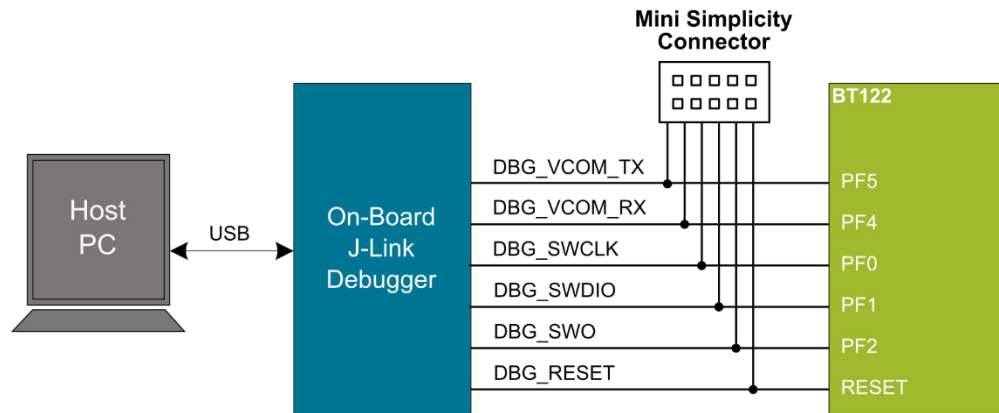 Mini Simplicity
Connector
BT122
Host
PC
USB
On-Board
J-Link
Debugger
DBG_VCOM_TX
PF5
DBG_VCOM_RX
PF4
DBG_SWCLK
PF0
DBG_SWDIO
PF1
DBG_SWO
PF2
DBG_RESET
RESET